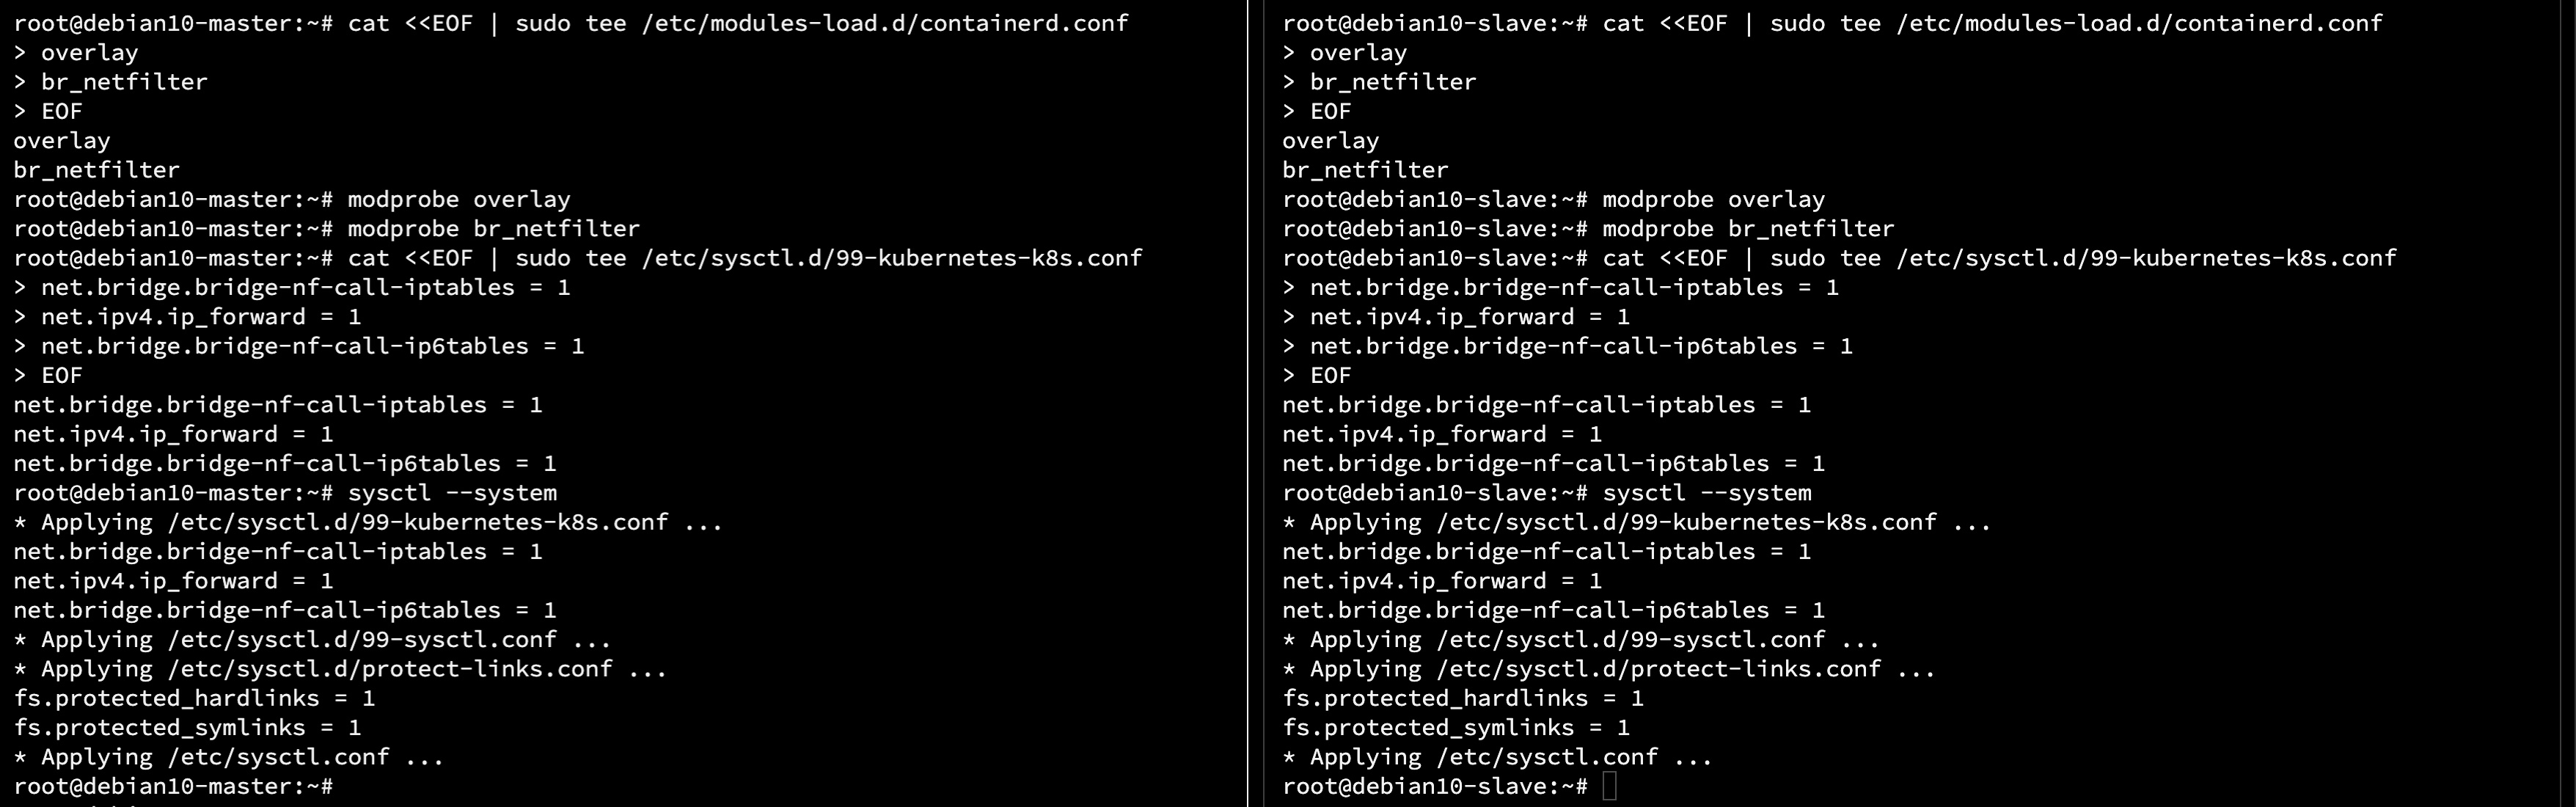 root@debian10-master:~# cat <<EOF | sudo tee /etc/modules-load.d/containerd.conf
> overlay
> br_netfilter
> EOF
overlay
br_netfilter
root@debian10-master:~# modprobe overlay
root@debian10-master:~# modprobe br_netfilter
root@debian10-master:~# cat <<EOF | sudo tee /etc/sysctl.d/99-kubernetes-k8s.conf
> net.bridge.bridge-nf-call-iptables = 1
> net.ipv4.ip_forward = 1
> net.bridge.bridge-nf-call-ip6tables = 1
> EOF
net.bridge.bridge-nf-call-iptables = 1
net.ipv4.ip_forward = 1
net.bridge.bridge-nf-call-ip6tables = 1
root@debian10-master:~# sysctl --system
* Applying /etc/sysctl.d/99-kubernetes-k8s.conf ...
net.bridge.bridge-nf-call-iptables = 1
net.ipv4.ip_forward = 1
net.bridge.bridge-nf-call-ip6tables = 1
* Applying /etc/sysctl.d/99-sysctl.conf ...
* Applying /etc/sysctl.d/protect-links.conf ...
fs.protected_hardlinks = 1
fs.protected_symlinks = 1
* Applying /etc/sysctl.conf ...
root@debian10-master:~#
root@debian10-slave:~# cat <<EOF | sudo tee /etc/modules-load.d/containerd.conf
> overlay
> br_netfilter
> EOF
overlay
br_netfilter
root@debian10-slave:~# modprobe overlay
root@debian10-slave:~# modprobe br_netfilter
root@debian10-slave:~# cat <<EOF | sudo tee /etc/sysctl.d/99-kubernetes-k8s.conf
> net.bridge.bridge-nf-call-iptables = 1
> net.ipv4.ip_forward = 1
> net.bridge.bridge-nf-call-ip6tables = 1
> EOF
net.bridge.bridge-nf-call-iptables = 1
net.ipv4.ip_forward = 1
net.bridge.bridge-nf-call-ip6tables = 1
root@debian10-slave:~# sysctl --system
* Applying /etc/sysctl.d/99-kubernetes-k8s.conf ...
net.bridge.bridge-nf-call-iptables = 1
net.ipv4.ip_forward = 1
net.bridge.bridge-nf-call-ip6tables = 1
* Applying /etc/sysctl.d/99-sysctl.conf ...
* Applying /etc/sysctl.d/protect-links.conf ...
fs.protected_hardlinks = 1
fs.protected_symlinks = 1
* Applying /etc/sysctl.conf ...
root@debian10-slave:~#